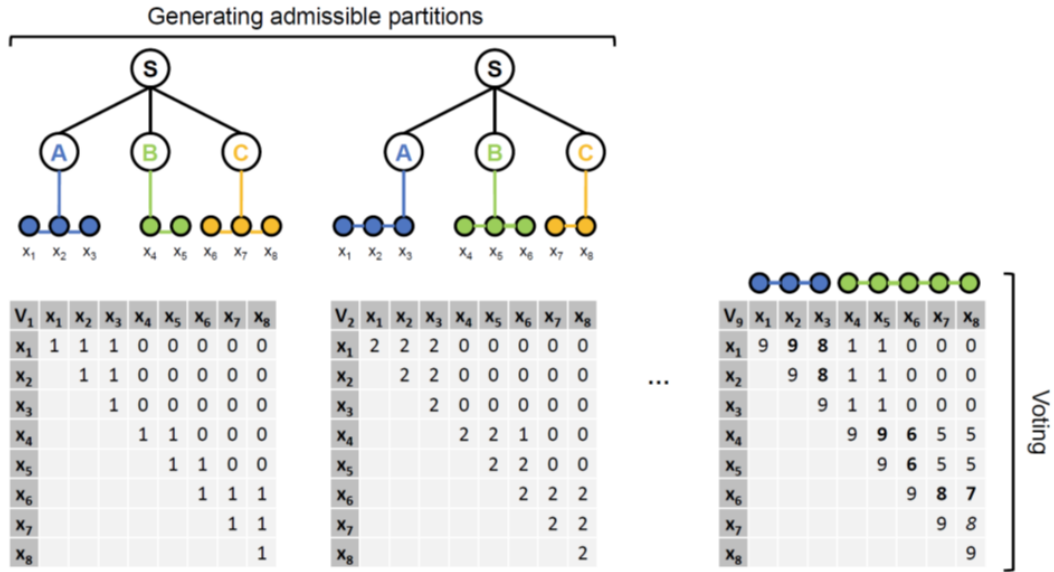 Generating admissible partitions
S S
A B C A B C
x1 x2 x3 x4 x5 x6 x7 x8 x1 x2 x3 x4 x5 x6 x7 x8
V1 x1 x2 x3 x4 x5 x6 x7 x8
x1 1 1 1 0 0 0 0 0
x2 1 1 0 0 0 0 0
x3 1 0 0 0 0 0
x4 1 1 0 0 0
x5 1 1 0 0
x6 1 1 1
x7 1 1
x8 1
V2 x1 x2 x3 x4 x5 x6 x7 x8
x1 2 2 2 0 0 0 0 0
x2 2 2 0 0 0 0 0
x3 2 0 0 0 0 0
x4 2 2 1 0 0
x5 2 2 0 0
x6 2 2 2
x7 2 2
x8 2
...
V9 x1 x2 x3 x4 x5 x6 x7 x8
x1 9 9 8 1 1 0 0 0
x2 9 8 1 1 0 0 0
x3 9 1 1 0 0 0
x4 9 9 6 5 5
x5 9 6 5 5
x6 9 8 7
x7 9 8
x8 9
Voting